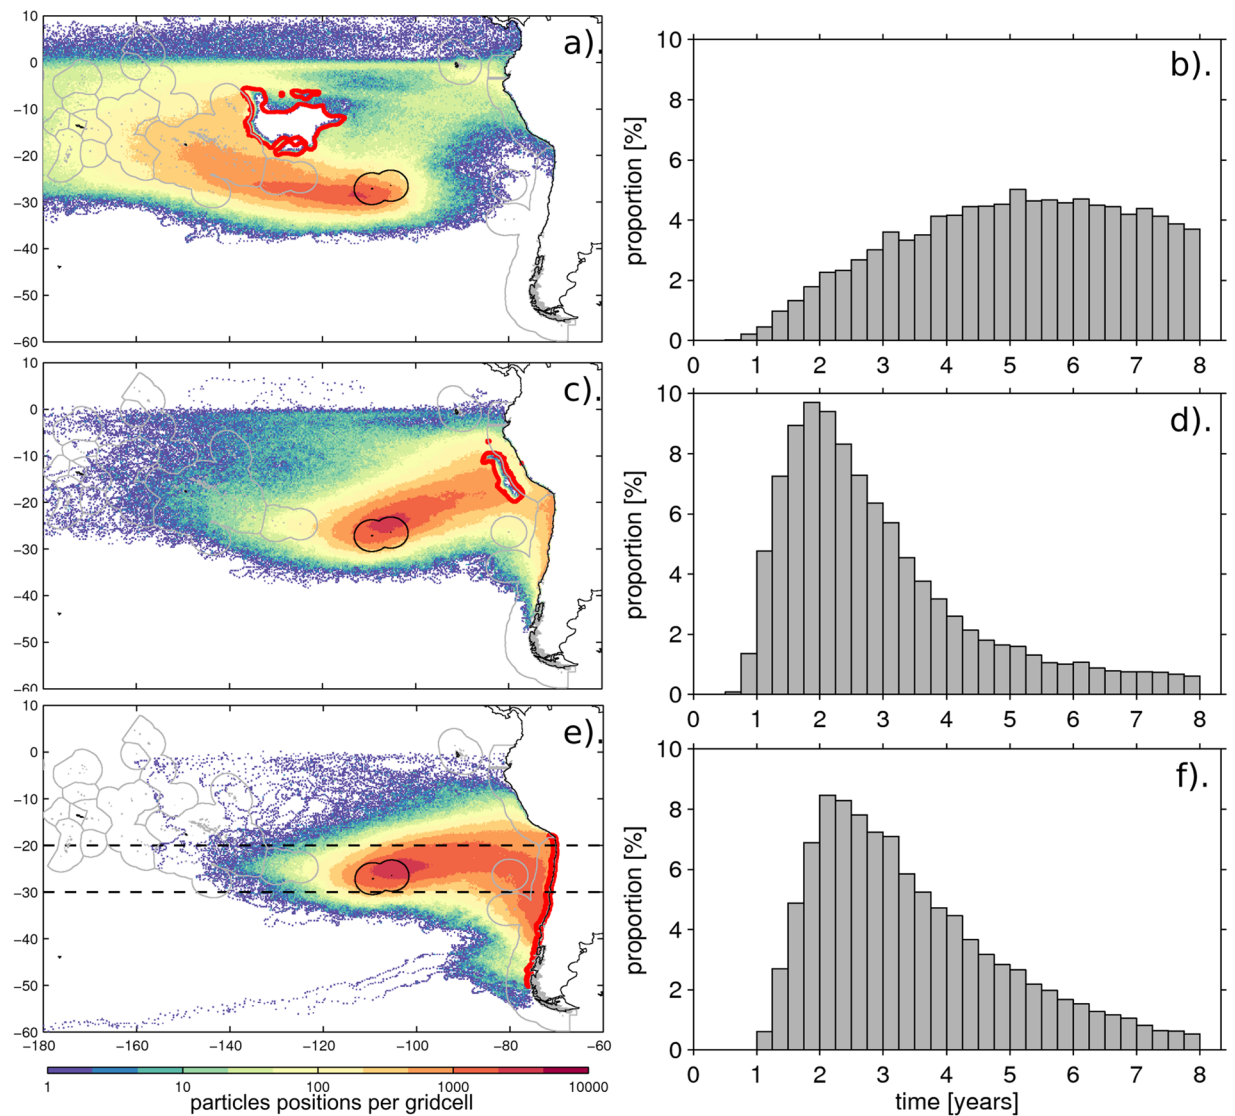 a).
10
0
−10
−20
−30
−40
−50
−60
b).
proportion [%]
10
8
6
4
2
0
0 1 2 3 4 5 6 7 8
c).
10
0
−10
−20
−30
−40
−50
−60
d).
proportion [%]
10
8
6
4
2
0
0 1 2 3 4 5 6 7 8
e).
10
0
−10
−20
−30
−40
−50
−60
−180 −160 −140 −120 −100 −80 −60
1 10 100 1000 10000
particles positions per gridcell
f).
proportion [%]
10
8
6
4
2
0
0 1 2 3 4 5 6 7 8
time [years]